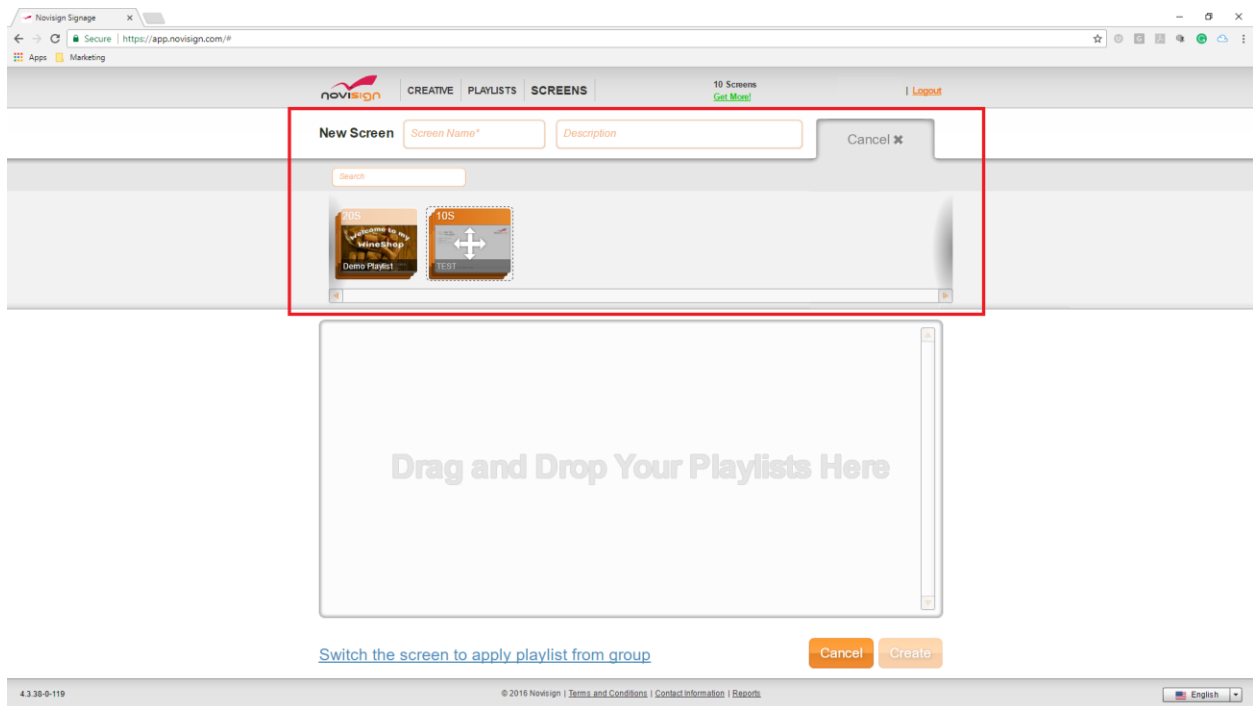 Novisign Signage
Secure | https://app.novisign.com/#
Apps Marketing
novisign CREATIVE PLAYLISTS SCREENS 10 Screens | Logout
Get More!
New Screen Screen Name* Description Cancel ✖
Search
20S 10S
Welcome to my
WineShop
Demo Playlist TEST
Drag and Drop Your Playlists Here
Switch the screen to apply playlist from group Cancel Create
4.3.38-0-119 © 2016 Novisign | Terms and Conditions | Contact Information | Reports English